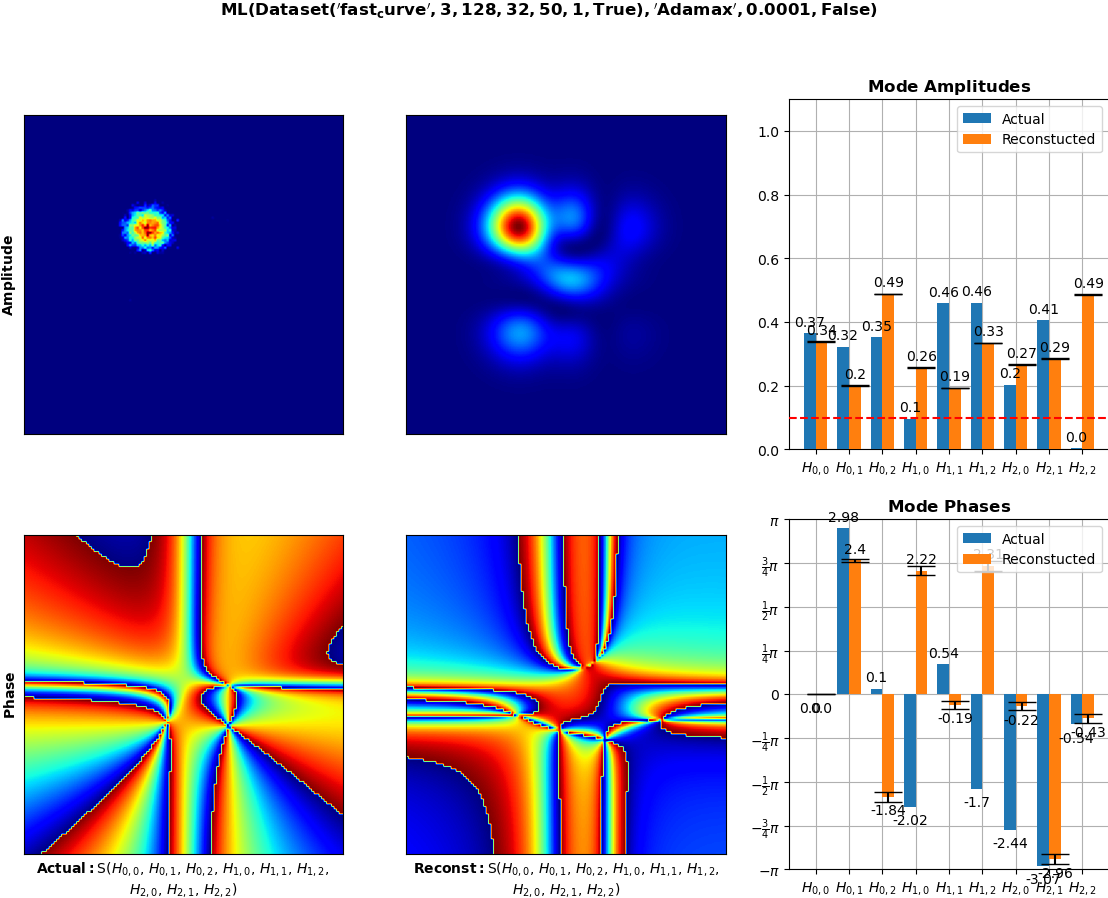 ML(Dataset('fast_curve', 3, 128, 32, 50, 1, True), 'Adamax', 0.0001, False)
Amplitude
Mode Amplitudes
Actual
Reconstucted
1.0
0.8
0.6
0.4
0.2
0.0
0.37
0.34
0.32
0.2
0.35
0.49
0.1
0.26
0.46
0.19
0.46
0.33
0.2
0.27
0.41
0.29
0.0
0.49
H0,0 H0,1 H0,2 H1,0 H1,1 H1,2 H2,0 H2,1 H2,2
Phase
Mode Phases
Actual
Reconstucted
π
3/4π
1/2π
1/4π
0
−1/4π
−1/2π
−3/4π
−π
0.0
0.0
2.98
2.4
0.1
-1.84
-2.02
2.22
0.54
-0.19
-1.7
2.31
-2.44
-0.22
-3.07
-2.96
-0.54
-0.43
H0,0 H0,1 H0,2 H1,0 H1,1 H1,2 H2,0 H2,1 H2,2
Actual: S(H0,0, H0,1, H0,2, H1,0, H1,1, H1,2,
H2,0, H2,1, H2,2)
Reconst: S(H0,0, H0,1, H0,2, H1,0, H1,1, H1,2,
H2,0, H2,1, H2,2)